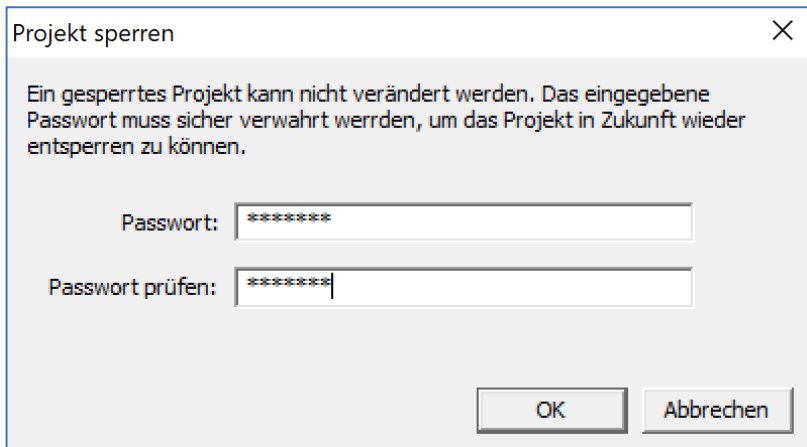 Projekt sperren
Ein gesperrtes Projekt kann nicht verändert werden. Das eingegebene
Passwort muss sicher verwahrt werrden, um das Projekt in Zukunft wieder
entsperren zu können.
Passwort: *******
Passwort prüfen: *******
OK Abbrechen